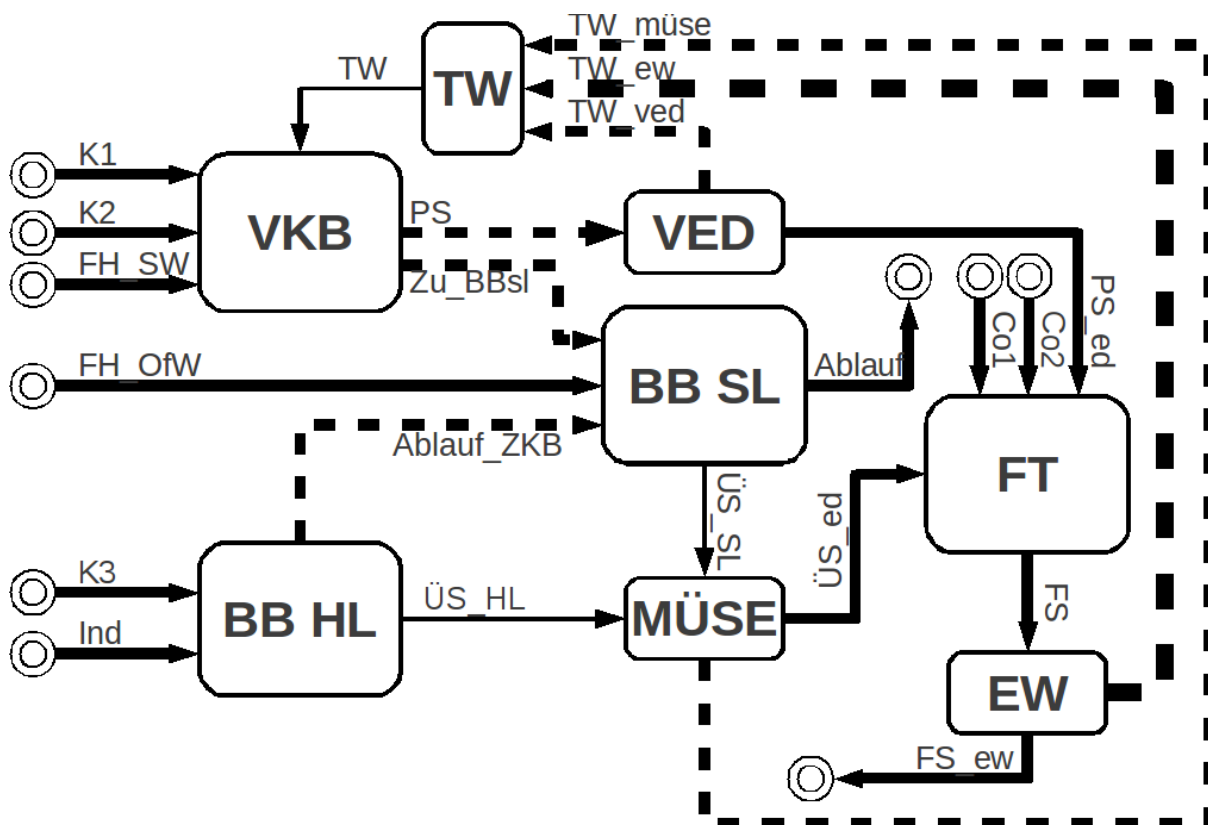 TW_müse
TW
TW_ew
TW
TW_ved
K1
K2
VKB
PS
VED
FH_SW
Zu_BBsl
PS_ed
Co1
Co2
FH_OfW
BB SL
Ablauf
Ablauf_ZKB
FT
ÜS_SL
ÜS_ed
K3
ÜS_HL
FS
Ind
BB HL
MÜSE
EW
FS_ew